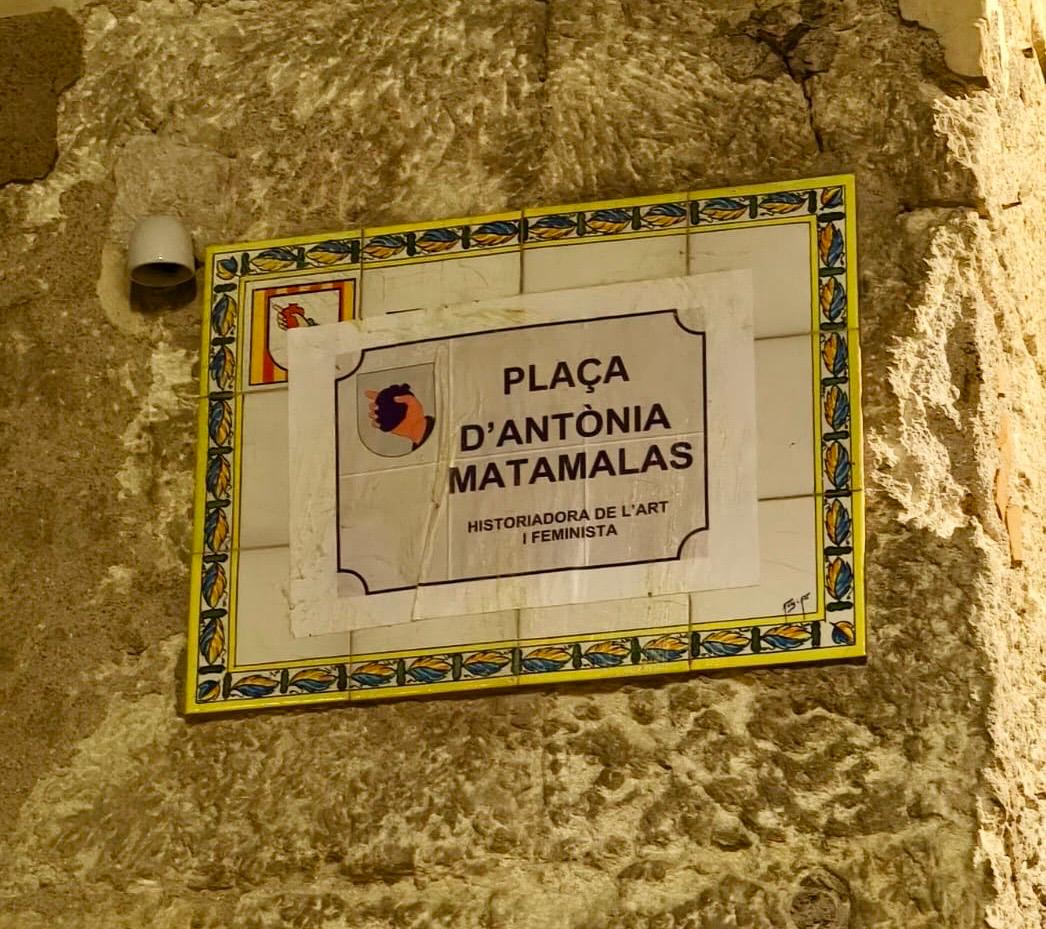 PLAÇA
D'ANTÒNIA
MATAMALAS
HISTORIADORA DE L'ART
I FEMINISTA